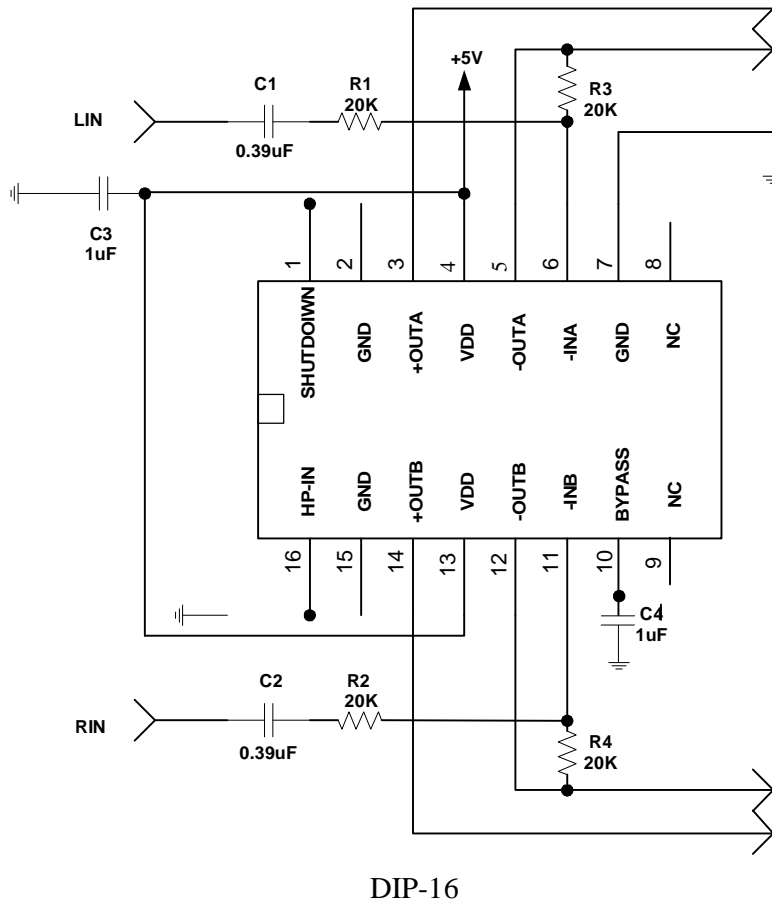 +5V
C1
R1
20K
R3
20K
LIN
0.39uF
C3
1uF
1
2
3
4
5
6
7
8
SHUTDOIWN
GND
+OUTA
VDD
-OUTA
-INA
GND
NC
HP-IN
GND
+OUTB
VDD
-OUTB
-INB
BYPASS
NC
16
15
14
13
12
11
10
9
C4
1uF
C2
R2
20K
RIN
0.39uF
R4
20K
DIP-16